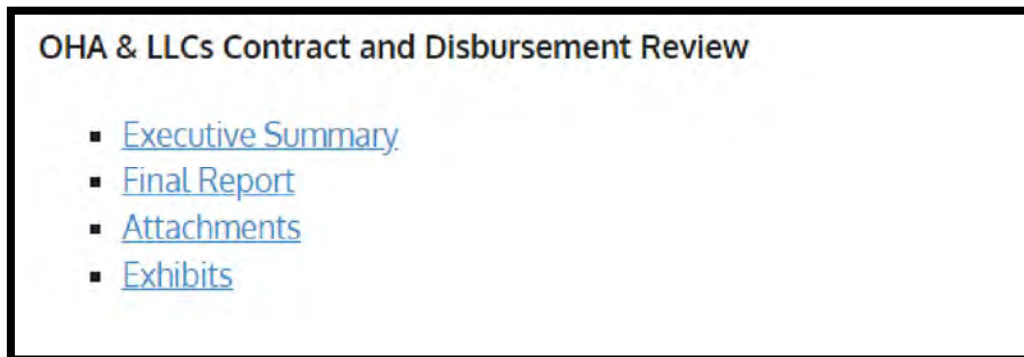 OHA & LLCs Contract and Disbursement Review
▪ Executive Summary
▪ Final Report
▪ Attachments
▪ Exhibits